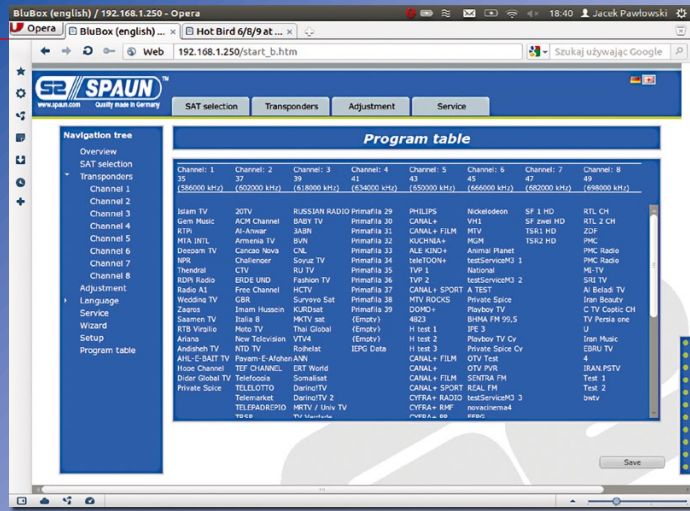 BluBox (english) / 192.168.1.250 - Opera
18:40 Jacek Pawłowski
Opera
BluBox (english) ... ×
Hot Bird 6/8/9 at ... ×
Web
192.168.1.250/start_b.htm
Szukaj używając Google
SPAUN™
www.spaun.com Quality made in Germany
SAT selection Transponders Adjustment Service
Navigation tree
Overview
SAT selection
Transponders
Channel 1
Channel 2
Channel 3
Channel 4
Channel 5
Channel 6
Channel 7
Channel 8
Adjustment
Language
Service
Wizard
Setup
Program table
Program table
Channel: 1 Channel: 2 Channel: 3 Channel: 4 Channel: 5 Channel: 6 Channel: 7 Channel: 8
35 37 39 41 43 45 47 49
(586000 kHz) (602000 kHz) (618000 kHz) (634000 kHz) (650000 kHz) (666000 kHz) (682000 kHz) (698000 kHz)
Islam TV 20TV RUSSIAN RADIO Primafila 29 PHILIPS Nickelodeon SF 1 HD RTL CH
Gem Music ACM Channel BABY TV Primafila 30 CANAL+ VH1 SF zwei HD RTL 2 CH
RTPi Al-Anwar 3ABN Primafila 31 CANAL+ FILM MTV TSR1 HD ZDF
MTA INTL Armenia TV BVN Primafila 32 KUCHNIA+ MGM TSR2 HD PMC
Deepam TV Cancao Nova CNL Primafila 33 ALE KINO+ Animal Planet PMC Radio
NPR Challenger Soyuz TV Primafila 34 teleTOON+ testServiceM3 1 PMC Radio
Thendral CTV RU TV Primafila 35 TVP 1 National MI-TV
RDPi Radio ERDE UND Fashion TV Primafila 36 TVP 2 testServiceM3 2 SRI TV
Radio A1 Free Channel HCTV Primafila 37 CANAL+ SPORT A TEST Al Beladi TV
Wedding TV GBR Survovo Sat Primafila 38 MTV ROCKS Private Spice Iran Beauty
Zagros Imam Hussein KURDsat Primafila 39 DOMO+ Playboy TV C TV Coptic CH
Saamen TV Italia 8 MKTV sat {Empty} 4823 BHMA FM 99,5 TV Persia one
RTB Virgilio Moto TV Thai Global {Empty} H test 1 IPE 3 U
Ariana New Television VTV4 {Empty} H test 2 Playboy TV Cv Iran Music
Andisheh TV NTD TV Rojhelat IEPG Data H test 3 Private Spice Cv EBRU TV
AHL-E-BAIT TV Payam-E-Afghan ANN CANAL+ FILM OTV Test 4
Hope Channel TEF CHANNEL ERT World CANAL+ OTV PVR IRAN.PSTV
Didar Global TV Telefoggia Somalisat CANAL+ FILM SENTRA FM Test 1
Private Spice TELELOTTO Daring!TV CANAL+ SPORT REAL FM Test 2
Telemarket Daring!TV 2 CYFRA+ RADIO testServiceM3 3 bwtv
TELEPADREPIO MRTV / Univ TV CYFRA+ RMF novacinema4
Save